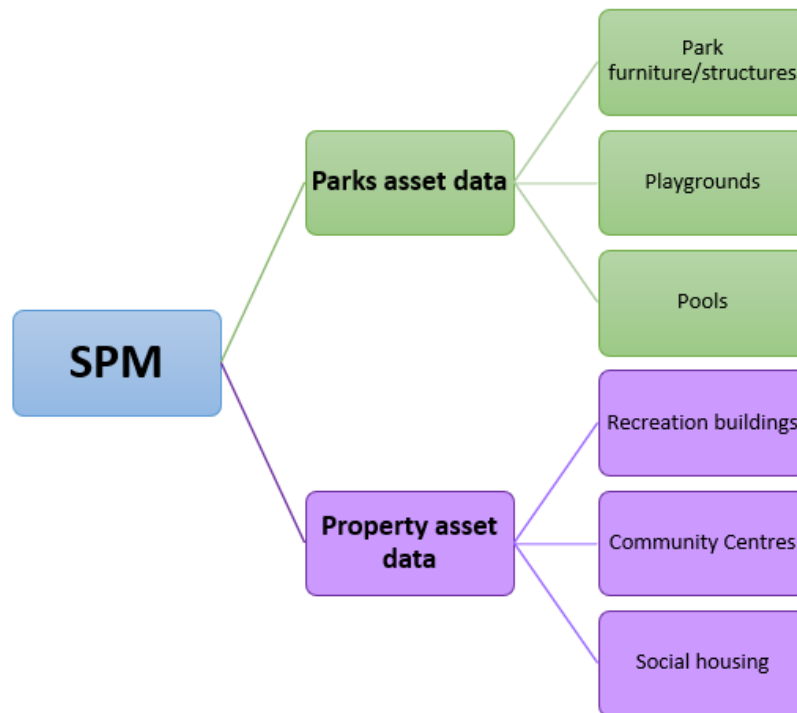 Park
furniture/structures
Parks asset data
Playgrounds
Pools
SPM
Recreation buildings
Property asset
data
Community Centres
Social housing